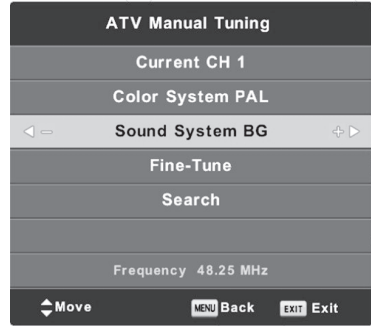 ATV Manual Tuning
Current CH 1
Color System PAL
Sound System BG
Fine-Tune
Search
Frequency 48.25 MHz
Move MENU Back EXIT Exit